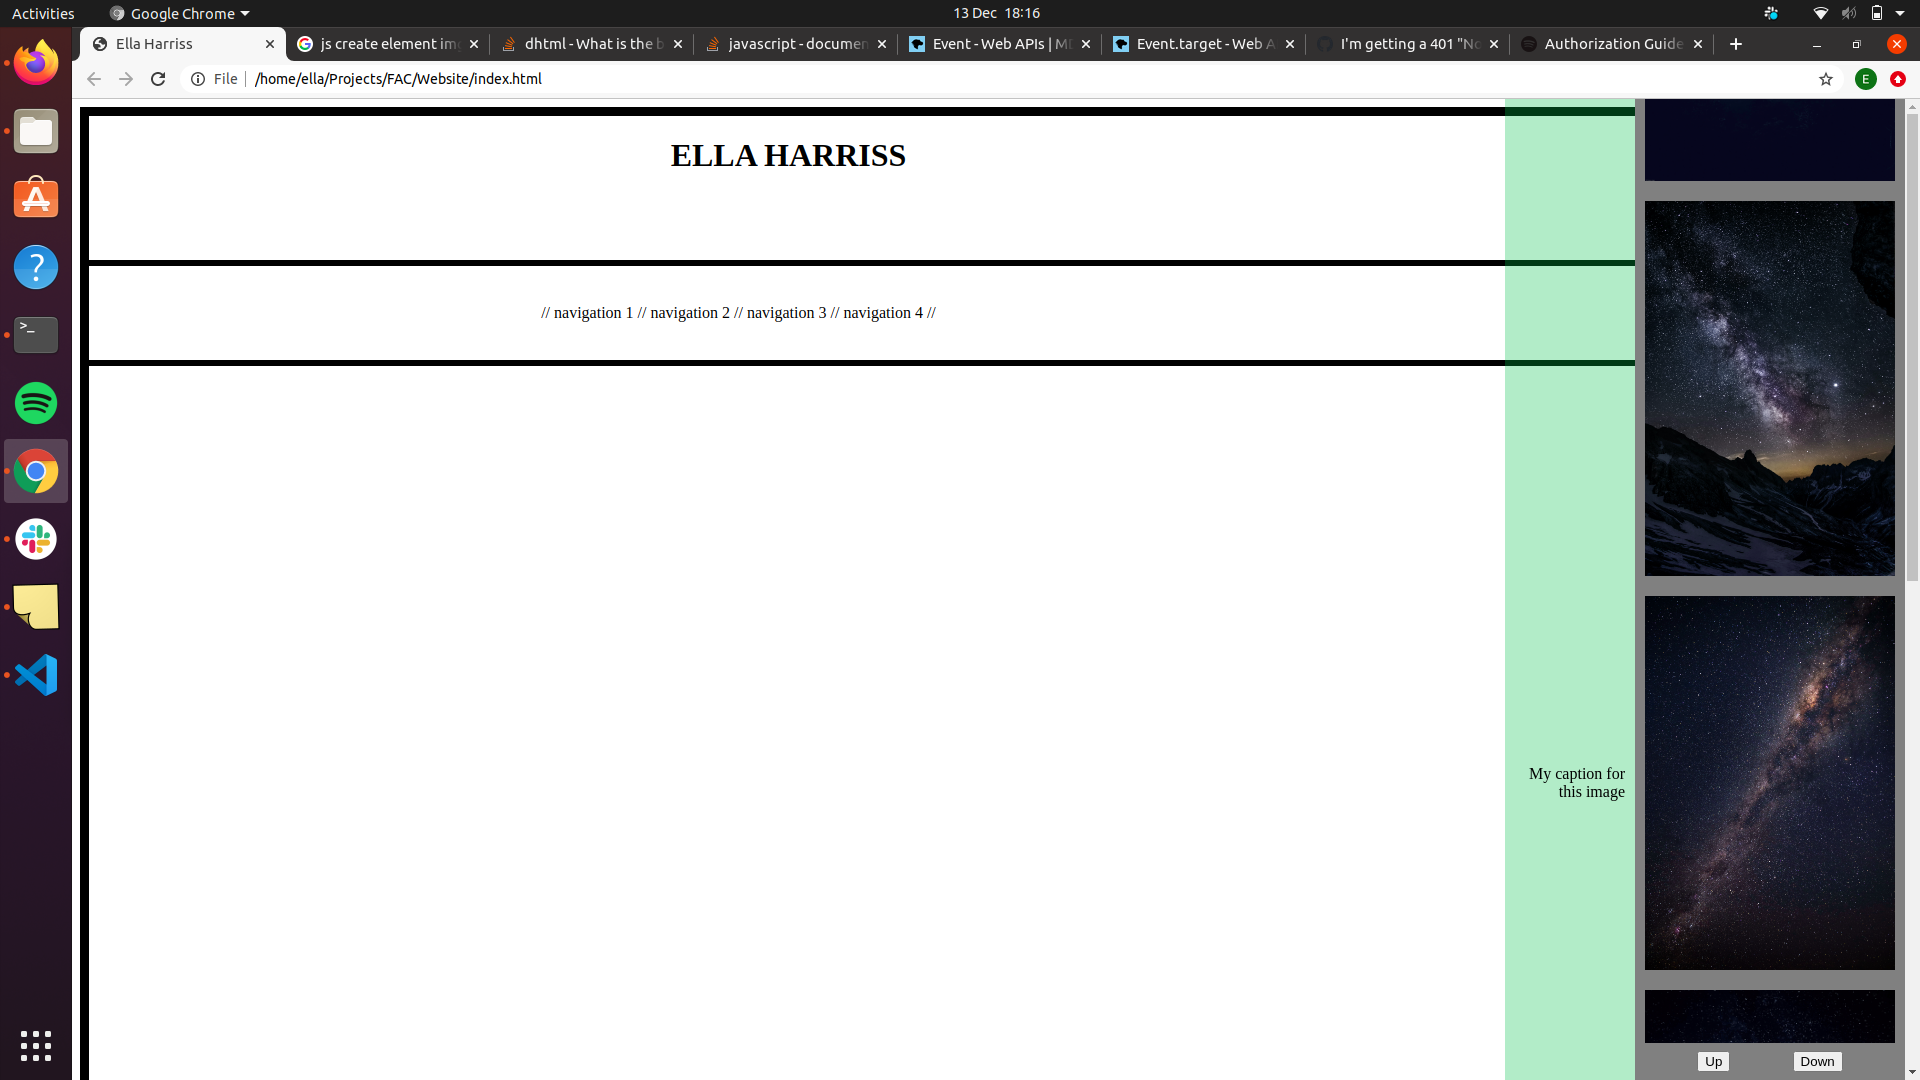 Activities
Google Chrome
13 Dec 18:16
Ella Harriss
js create element im
dhtml - What is the b
javascript - documen
Event - Web APIs | M
Event.target - Web A
I'm getting a 401 "No
Authorization Guide
File
/home/ella/Projects/FAC/Website/index.html
E
ELLA HARRISS
// navigation 1 // navigation 2 // navigation 3 // navigation 4 //
My caption for
this image
Up
Down